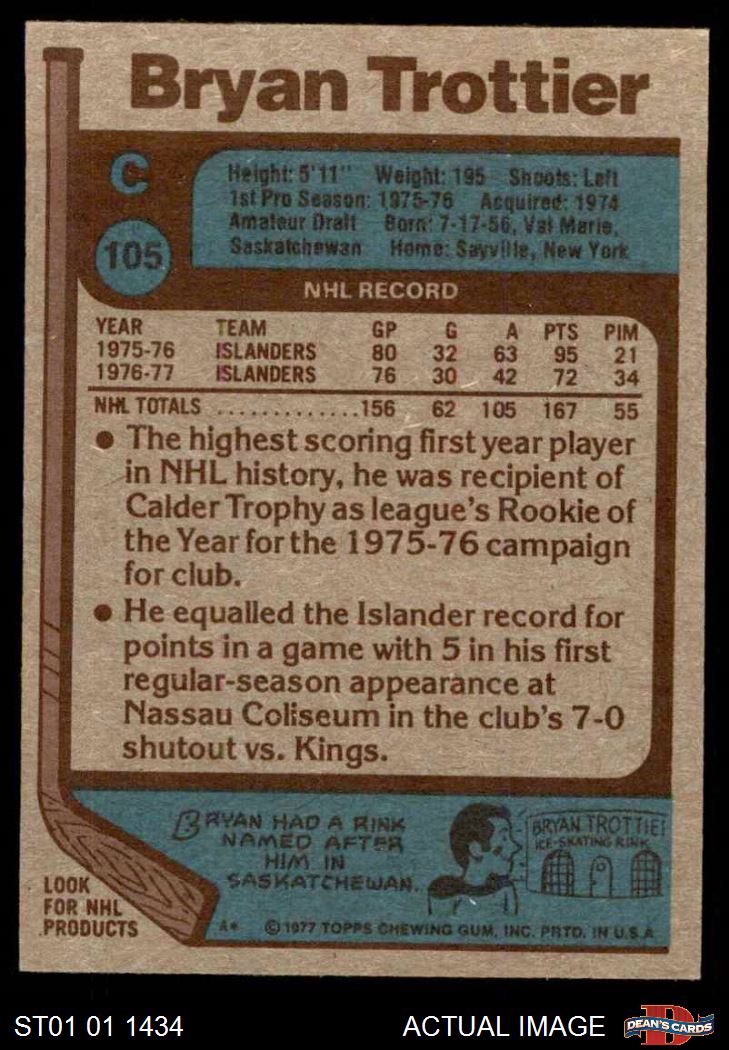 Bryan Trottier
C
Height: 5'11" Weight: 195 Shoots: Left
1st Pro Season: 1975-76 Acquired: 1974
Amateur Draft Born: 7-17-56, Val Marie,
Saskatchewan Home: Sayville, New York
105
NHL RECORD
YEAR TEAM GP G A PTS PIM
1975-76 ISLANDERS 80 32 63 95 21
1976-77 ISLANDERS 76 30 42 72 34
NHL TOTALS ..............156 62 105 167 55
● The highest scoring first year player
in NHL history, he was recipient of
Calder Trophy as league's Rookie of
the Year for the 1975-76 campaign
for club.
● He equalled the Islander record for
points in a game with 5 in his first
regular-season appearance at
Nassau Coliseum in the club's 7-0
shutout vs. Kings.
BRYAN HAD A RINK
NAMED AFTER
HIM IN
SASKATCHEWAN.
BRYAN TROTTIE
ICE-SKATING RINK
LOOK
FOR NHL
PRODUCTS
A* ©1977 TOPPS CHEWING GUM, INC. PRTD. IN U.S.A.
ST01 01 1434 ACTUAL IMAGE
D
DEAN'S CARDS